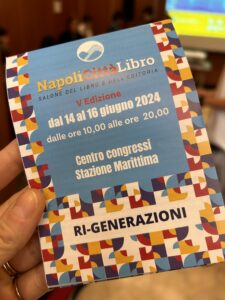 NapoliCittàLibro
SALONE DEL LIBRO E DELL'EDITORIA
V Edizione
dal 14 al 16 giugno 2024
dalle ore 10,00 alle ore 20,00
Centro congressi
Stazione Marittima
RI-GENERAZIONI